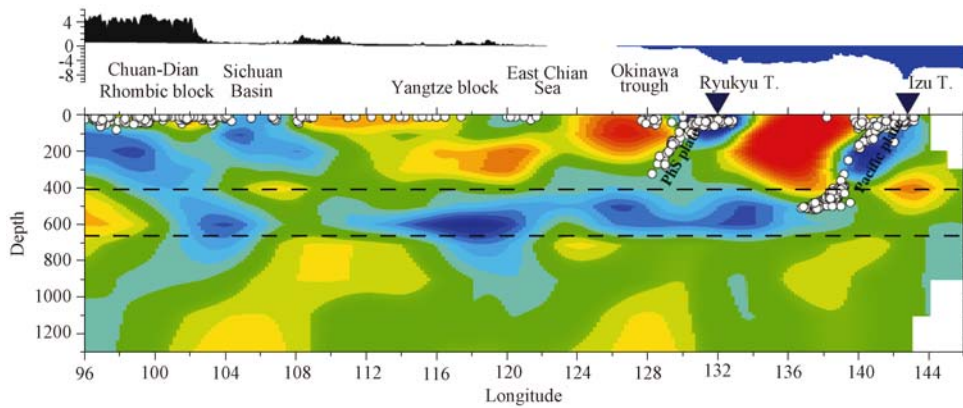 4
0
-4
-8
Chuan-Dian
Rhombic block
Sichuan
Basin
Yangtze block
East Chian
Sea
Okinawa
trough
Ryukyu T.
Izu T.
0
200
400
600
800
1000
1200
Depth
PhS plate
Pacific plate
96 100 104 108 112 116 120 124 128 132 136 140 144
Longitude